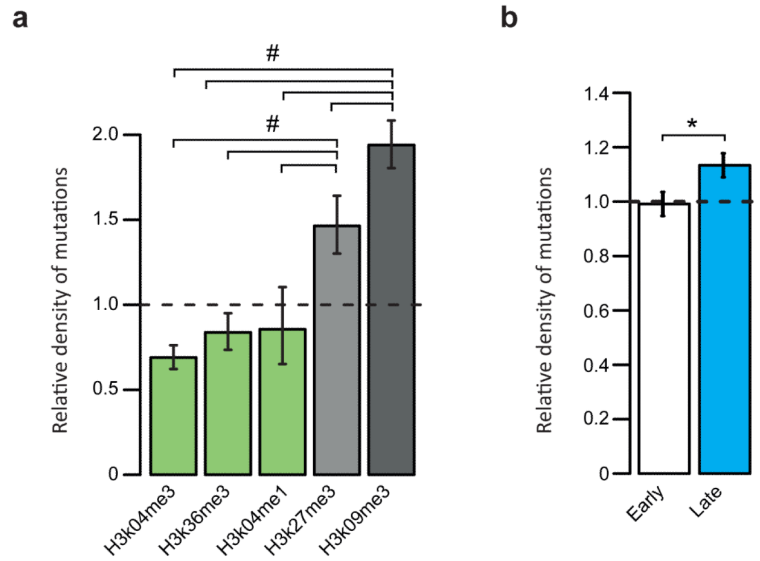 a
b
#
#
*
2.0
1.5
1.0
0.5
0
Relative density of mutations
H3k04me3
H3k36me3
H3k04me1
H3k27me3
H3k09me3
1.4
1.2
1.0
0.8
0.6
0.4
0.2
0
Relative density of mutations
Early
Late